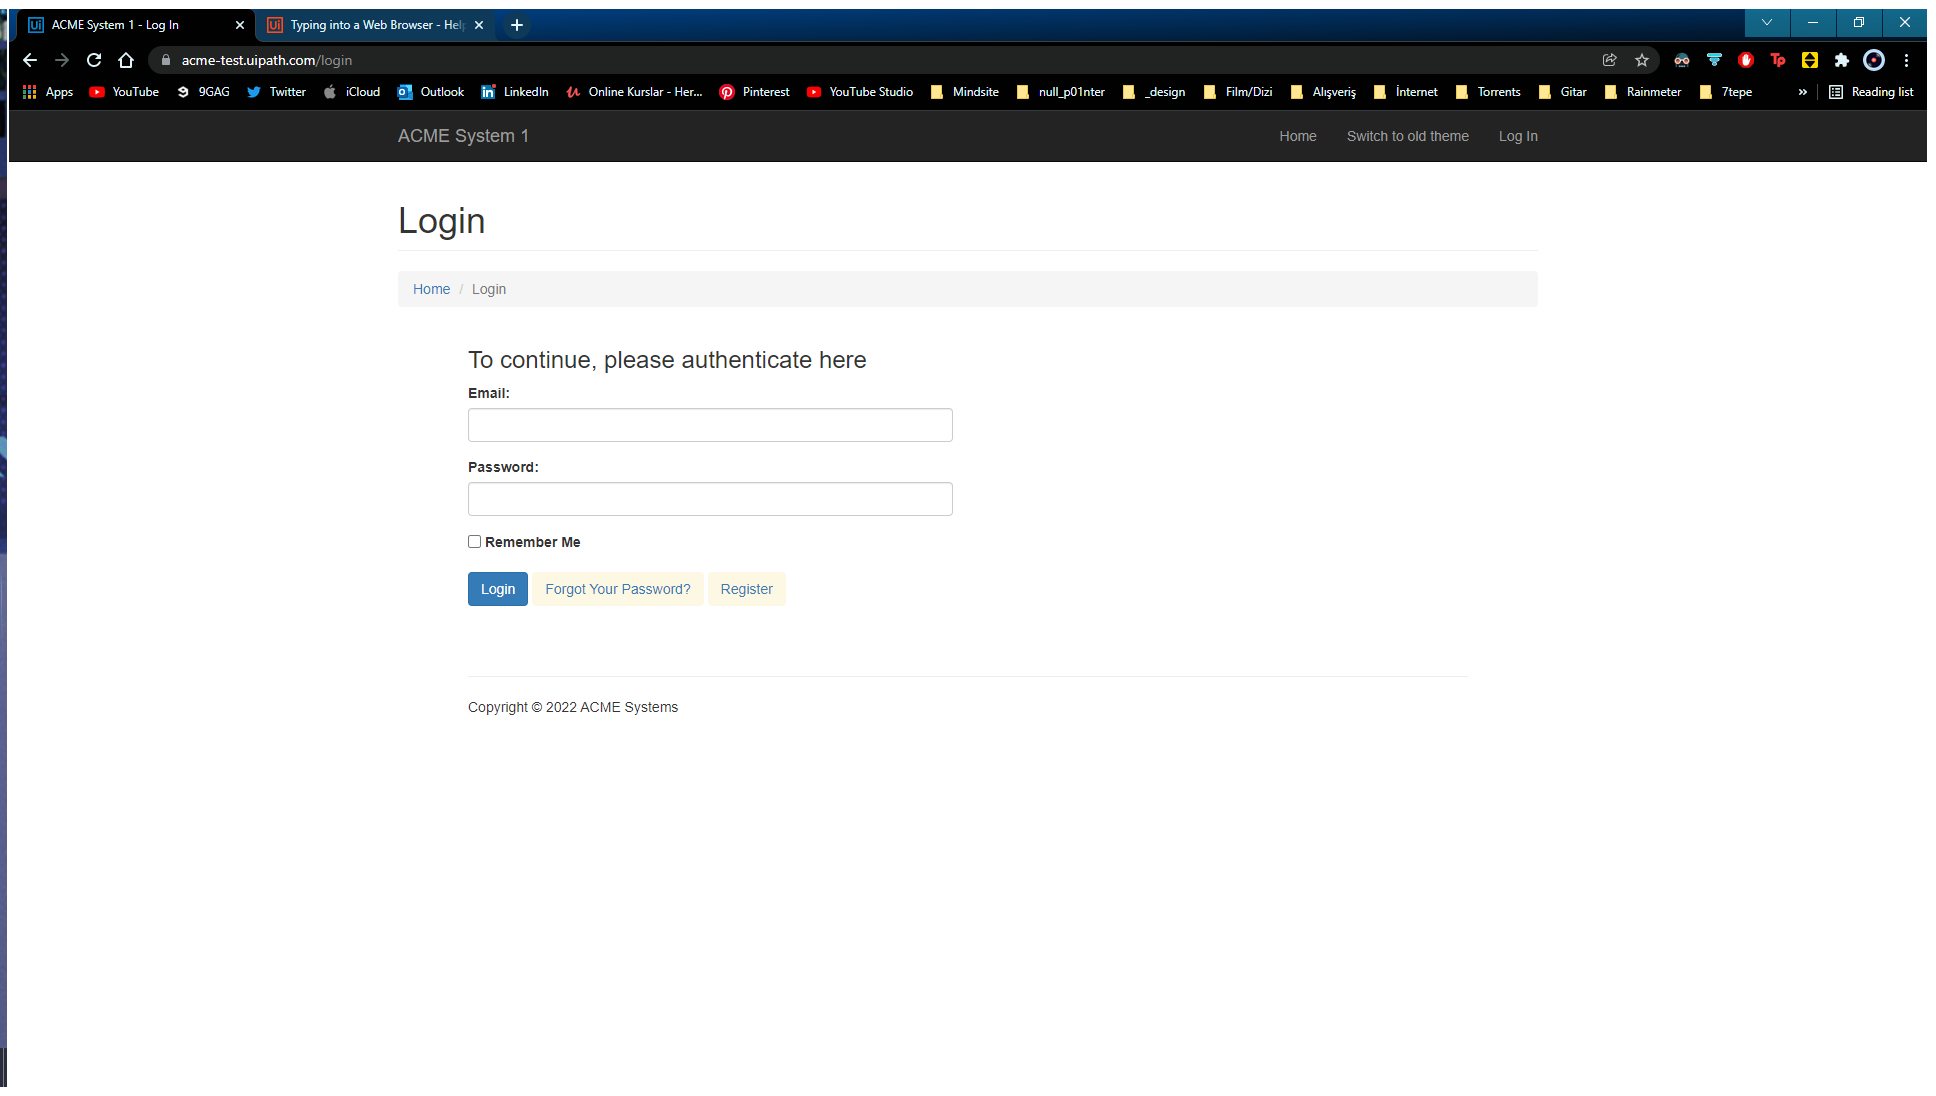 ACME System 1 - Log In
Typing into a Web Browser - Hel
acme-test.uipath.com/login
Apps YouTube 9GAG Twitter iCloud Outlook LinkedIn Online Kurslar - Her... Pinterest YouTube Studio Mindsite null_p01nter _design Film/Dizi Alışveriş İnternet Torrents Gitar Rainmeter 7tepe » Reading list
ACME System 1 Home Switch to old theme Log In
Login
Home / Login
To continue, please authenticate here
Email:
Password:
Remember Me
Login Forgot Your Password? Register
Copyright © 2022 ACME Systems